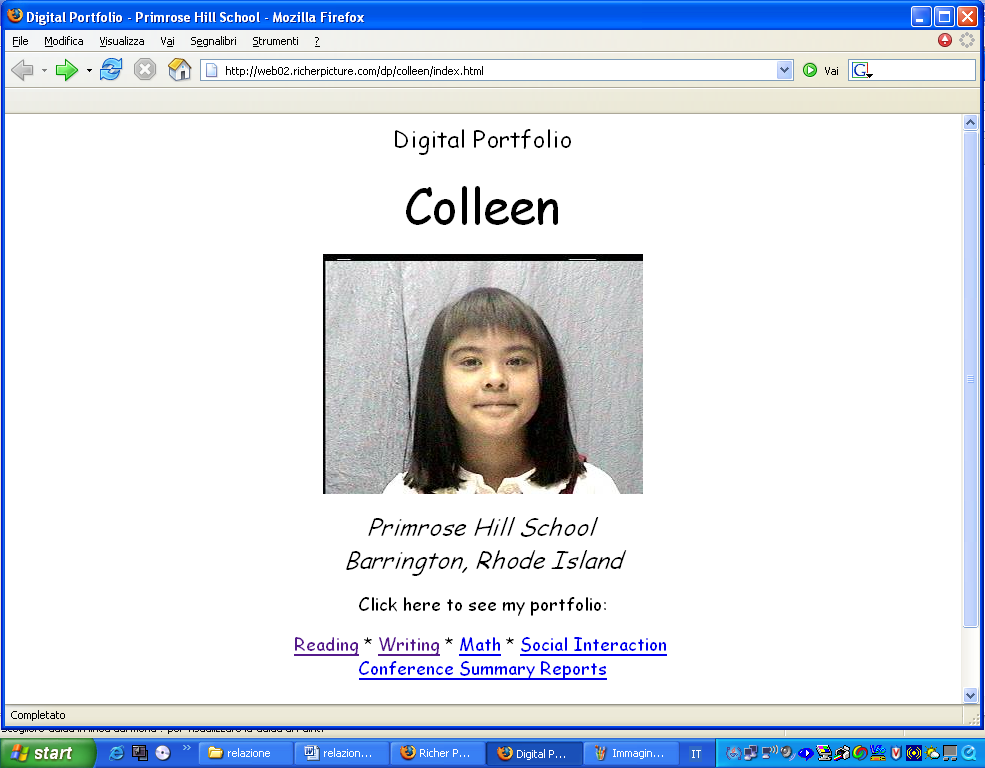 Digital Portfolio - Primrose Hill School - Mozilla Firefox
File Modifica Visualizza Vai Segnalibri Strumenti ?
http://web02.richerpicture.com/dp/colleen/index.html Vai G
Digital Portfolio
Colleen
Primrose Hill School
Barrington, Rhode Island
Click here to see my portfolio:
Reading * Writing * Math * Social Interaction
Conference Summary Reports
Completato
start relazione relazion... Richer P... Digital P... Immagin... IT